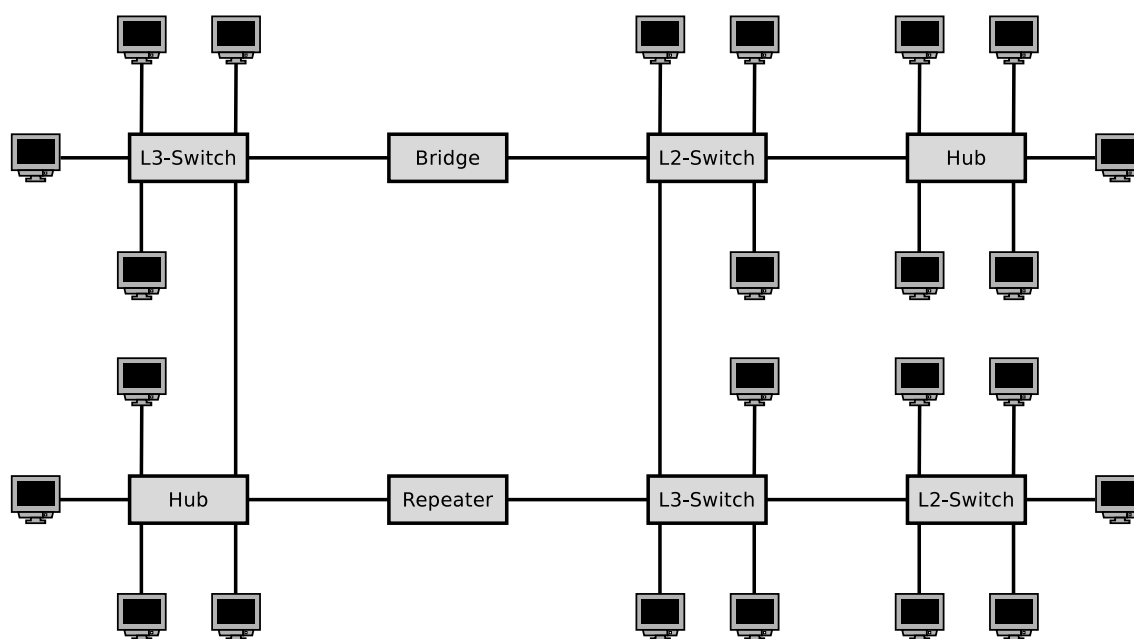 L3-Switch
Bridge
L2-Switch
Hub
Hub
Repeater
L3-Switch
L2-Switch